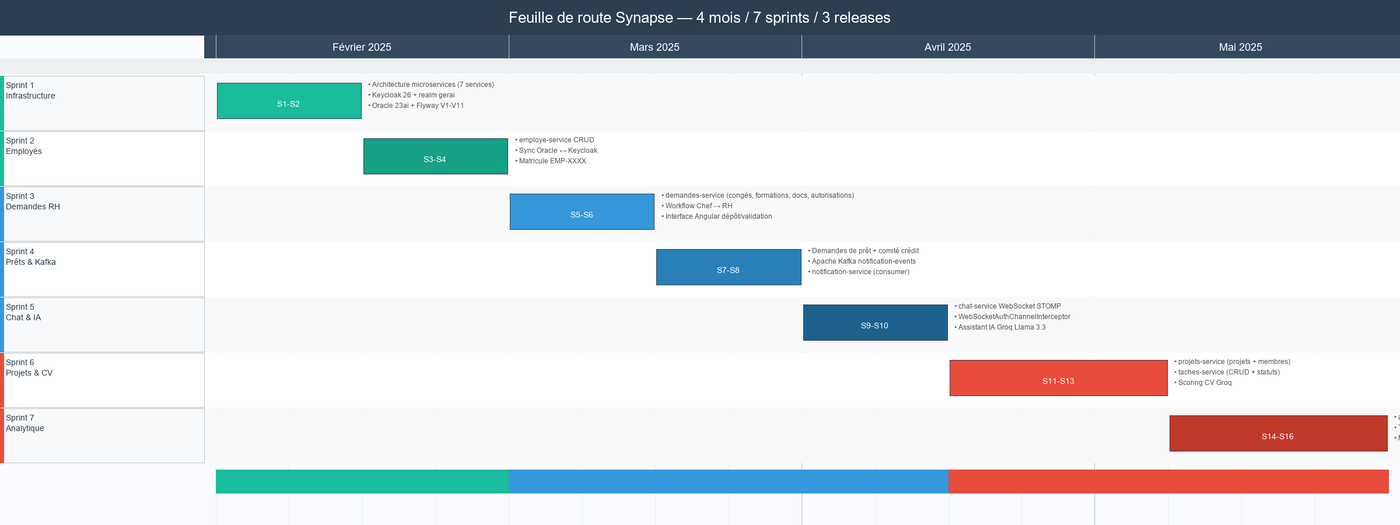 Feuille de route Synapse — 4 mois / 7 sprints / 3 releases
Février 2025
Mars 2025
Avril 2025
Mai 2025
Sprint 1
Infrastructure
S1-S2
• Architecture microservices (7 services)
• Keycloak 26 + realm gerai
• Oracle 23ai + Flyway V1-V11
Sprint 2
Employés
S3-S4
• employe-service CRUD
• Sync Oracle ↔ Keycloak
• Matricule EMP-XXXX
Sprint 3
Demandes RH
S5-S6
• demandes-service (congés, formations, docs, autorisations)
• Workflow Chef → RH
• Interface Angular dépôt/validation
Sprint 4
Prêts & Kafka
S7-S8
• Demandes de prêt + comité crédit
• Apache Kafka notification-events
• notification-service (consumer)
Sprint 5
Chat & IA
S9-S10
• chat-service WebSocket STOMP
• WebSocketAuthChannelInterceptor
• Assistant IA Groq Llama 3.3
Sprint 6
Projets & CV
S11-S13
• projets-service (projets + membres)
• taches-service (CRUD + statuts)
• Scoring CV Groq
Sprint 7
Analytique
S14-S16